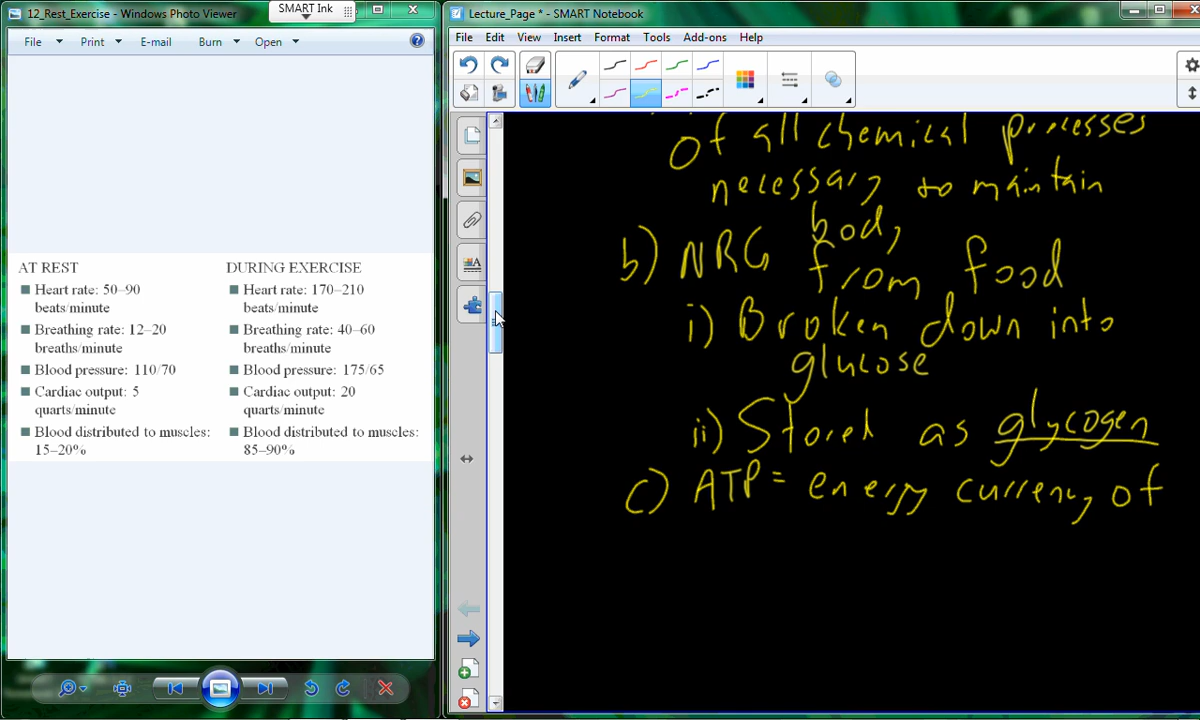 12_Rest_Exercise - Windows Photo Viewer
SMART Ink
File Print E-mail Burn Open
AT REST
Heart rate: 50–90
beats/minute
Breathing rate: 12–20
breaths/minute
Blood pressure: 110/70
Cardiac output: 5
quarts/minute
Blood distributed to muscles:
15–20%
DURING EXERCISE
Heart rate: 170–210
beats/minute
Breathing rate: 40–60
breaths/minute
Blood pressure: 175/65
Cardiac output: 20
quarts/minute
Blood distributed to muscles:
85–90%
Lecture_Page * - SMART Notebook
File Edit View Insert Format Tools Add-ons Help
of all chemical processes
necessary to maintain
body
b) NRG from food
i) Broken down into
glucose
ii) Stored as glycogen
c) ATP = energy currency of